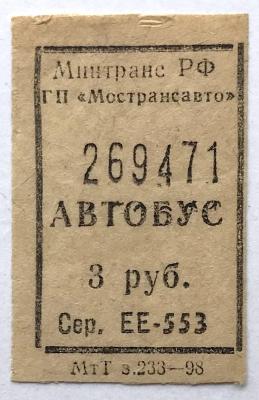 Минтранс РФ
ГП «Мострансавто»
269471
АВТОБУС
3 руб.
Сер. ЕЕ-553
МтТ з.233—98